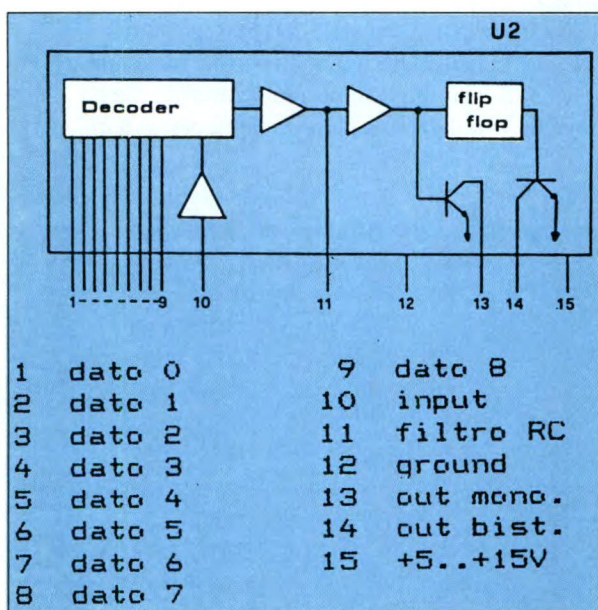 U2
Decoder
flip
flop
1-----9 10 11 12 13 14 15
1 dato 0
2 dato 1
3 dato 2
4 dato 3
5 dato 4
6 dato 5
7 dato 6
8 dato 7
9 dato 8
10 input
11 filtro RC
12 ground
13 out mono.
14 out bist.
15 +5..+15V